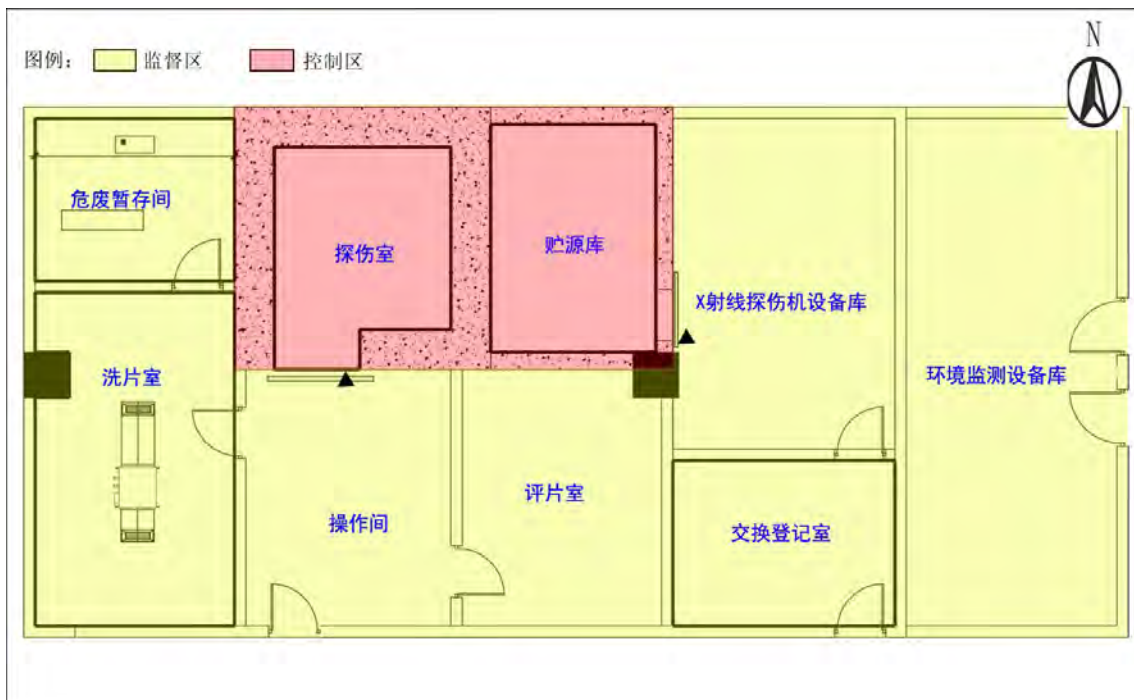 N
图例: 监督区 控制区
危废暂存间
探伤室
贮源库
X射线探伤机设备库
洗片室
环境监测设备库
评片室
操作间
交换登记室